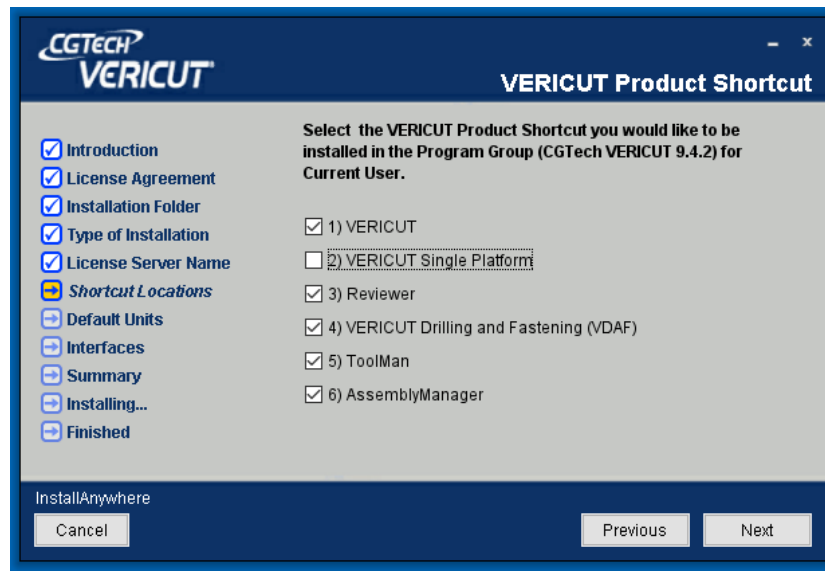 CGTECH
VERICUT
VERICUT Product Shortcut
Introduction
License Agreement
Installation Folder
Type of Installation
License Server Name
Shortcut Locations
Default Units
Interfaces
Summary
Installing...
Finished
Select the VERICUT Product Shortcut you would like to be
installed in the Program Group (CGTech VERICUT 9.4.2) for
Current User.
1) VERICUT
2) VERICUT Single Platform
3) Reviewer
4) VERICUT Drilling and Fastening (VDAF)
5) ToolMan
6) AssemblyManager
InstallAnywhere
Cancel
Previous
Next